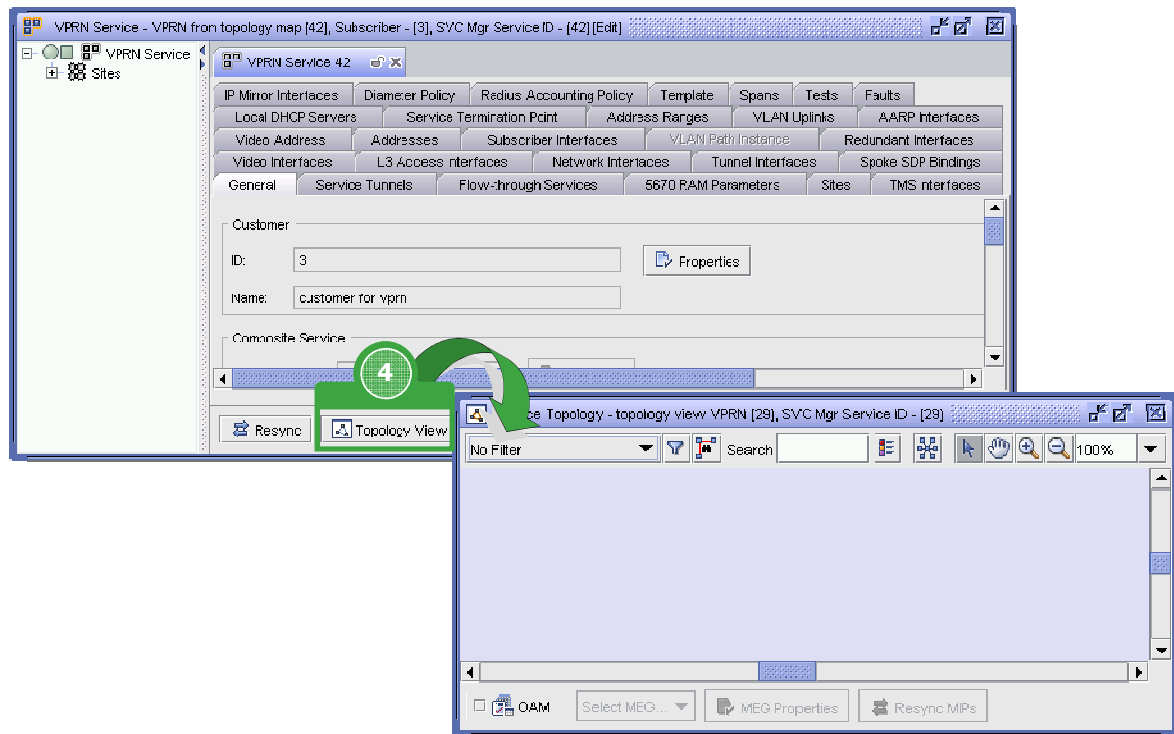 VPRN Service - VPRN from topology map [42], Subscriber - [3], SVC Mgr Service ID - [42] [Edit]
VPRN Service
Sites
VPRN Service 42
IP Mirror Interfaces Diameter Policy Radius Accounting Policy Template Spans Tests Faults
Local DHCP Servers Service Termination Point Address Ranges VLAN Uplinks AARP Interfaces
Video Address Addresses Subscriber Interfaces VLAN Path Instance Redundant Interfaces
Video Interfaces L3 Access Interfaces Network Interfaces Tunnel Interfaces Spoke SDP Bindings
General Service Tunnels Flow-through Services 5670 RAM Parameters Sites TMS Interfaces
Customer
ID: 3 Properties
Name: customer for vprn
Composite Service
4
Resync Topology View
Topology - topology view VPRN [29], SVC Mgr Service ID - [29]
No Filter Search 100%
OAM Select MEG... MEG Properties Resync MIPs